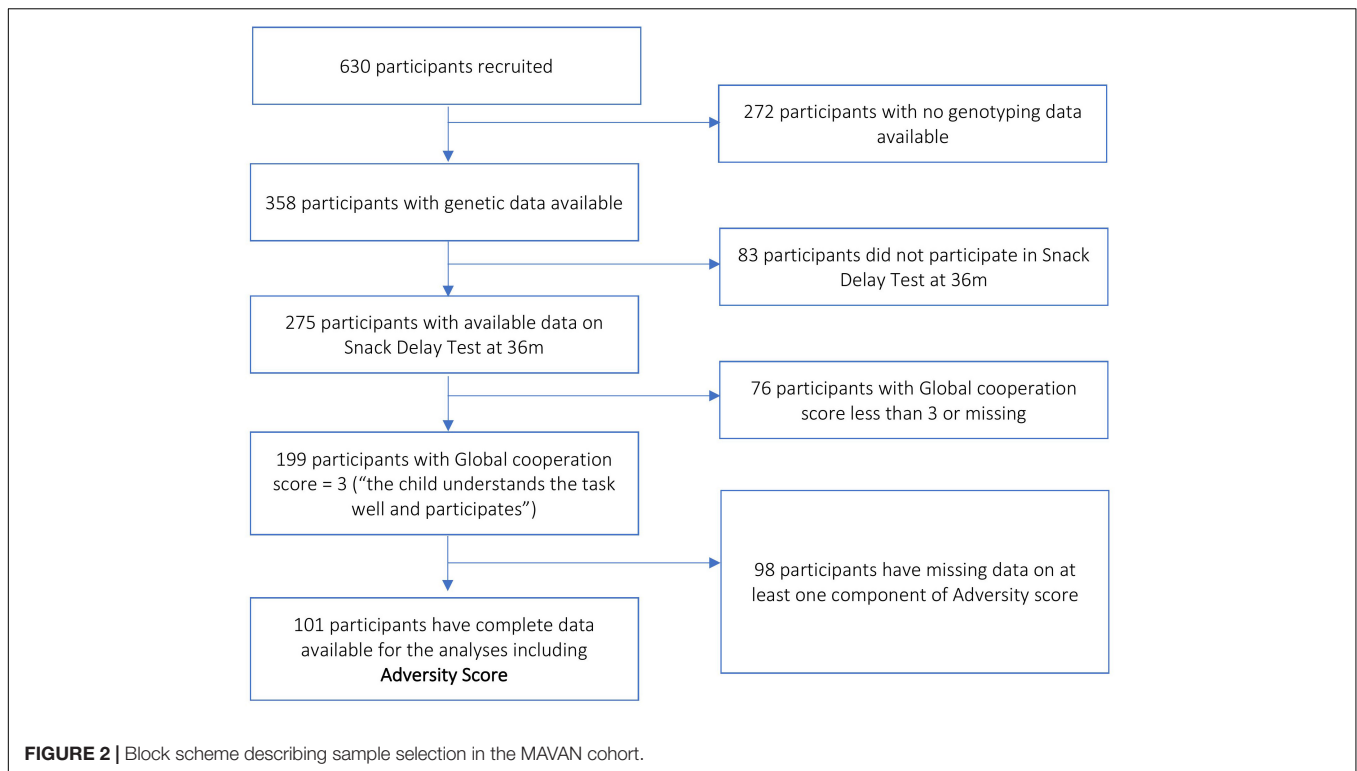 630 participants recruited
272 participants with no genotyping data
available
358 participants with genetic data available
83 participants did not participate in Snack
Delay Test at 36m
275 participants with available data on
Snack Delay Test at 36m
76 participants with Global cooperation
score less than 3 or missing
199 participants with Global cooperation
score = 3 (“the child understands the task
well and participates”)
98 participants have missing data on at
least one component of Adversity score
101 participants have complete data
available for the analyses including
Adversity Score
FIGURE 2 | Block scheme describing sample selection in the MAVAN cohort.